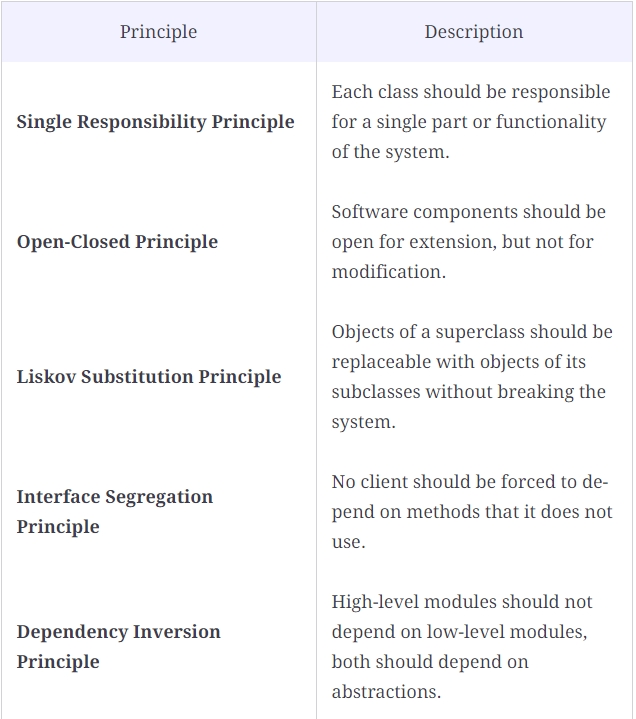 Principle
Description
Single Responsibility Principle
Each class should be responsible
for a single part or functionality
of the system.
Open-Closed Principle
Software components should be
open for extension, but not for
modification.
Liskov Substitution Principle
Objects of a superclass should be
replaceable with objects of its
subclasses without breaking the
system.
Interface Segregation
Principle
No client should be forced to de-
pend on methods that it does not
use.
Dependency Inversion
Principle
High-level modules should not
depend on low-level modules,
both should depend on
abstractions.